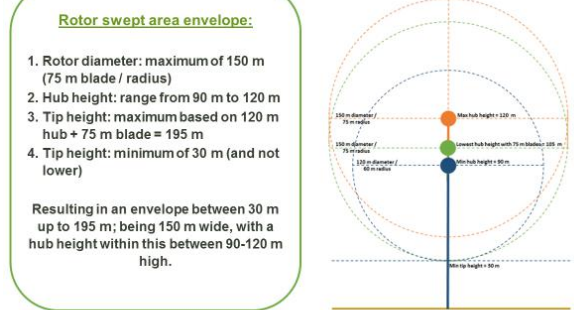 Rotor swept area envelope:
1. Rotor diameter: maximum of 150 m
(75 m blade / radius)
2. Hub height: range from 90 m to 120 m
3. Tip height: maximum based on 120 m
hub + 75 m blade = 195 m
4. Tip height: minimum of 30 m (and not
lower)
Resulting in an envelope between 30 m
up to 195 m; being 150 m wide, with a
hub height within this between 90-120 m
high.
150 m diameter /
75 m radius
Max hub height = 120 m
150 m diameter /
75 m radius
Lowest hub height with 75 m blades = 105 m
120 m diameter /
60 m radius
Min hub height = 90 m
Min tip height = 30 m